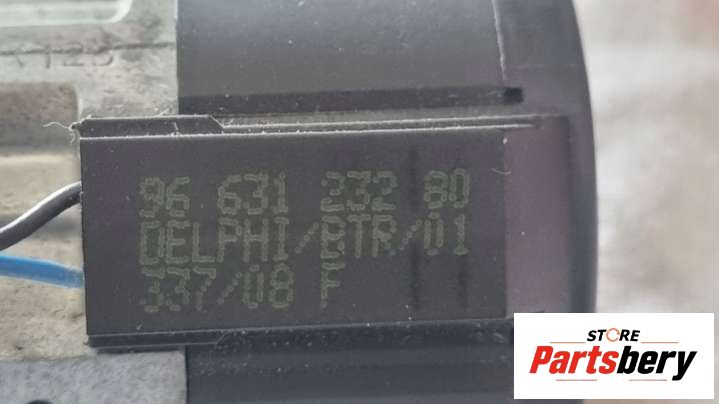 96 631 232 80
DELPHI/BTR/01
337/08 F
STORE
Partsbery